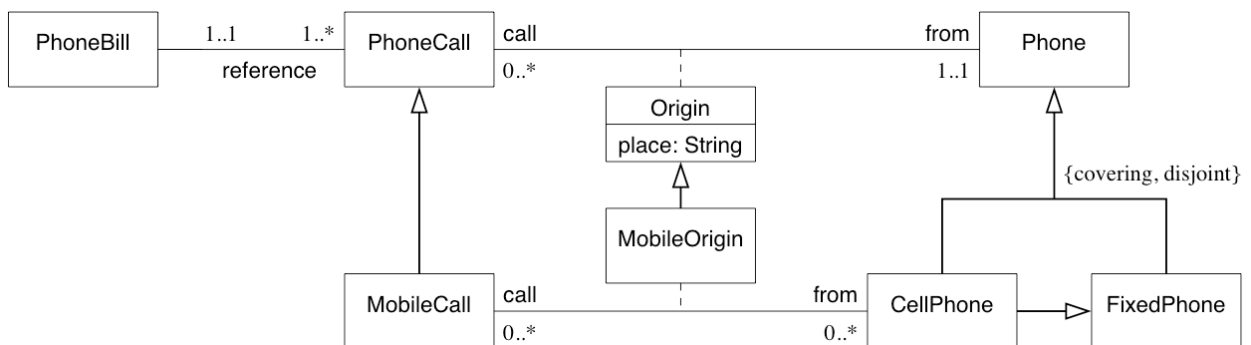 PhoneBill
1..1
1..*
reference
PhoneCall
call
0..*
from
1..1
Phone
Origin
place: String
{covering, disjoint}
MobileOrigin
MobileCall
call
0..*
from
0..*
CellPhone
FixedPhone